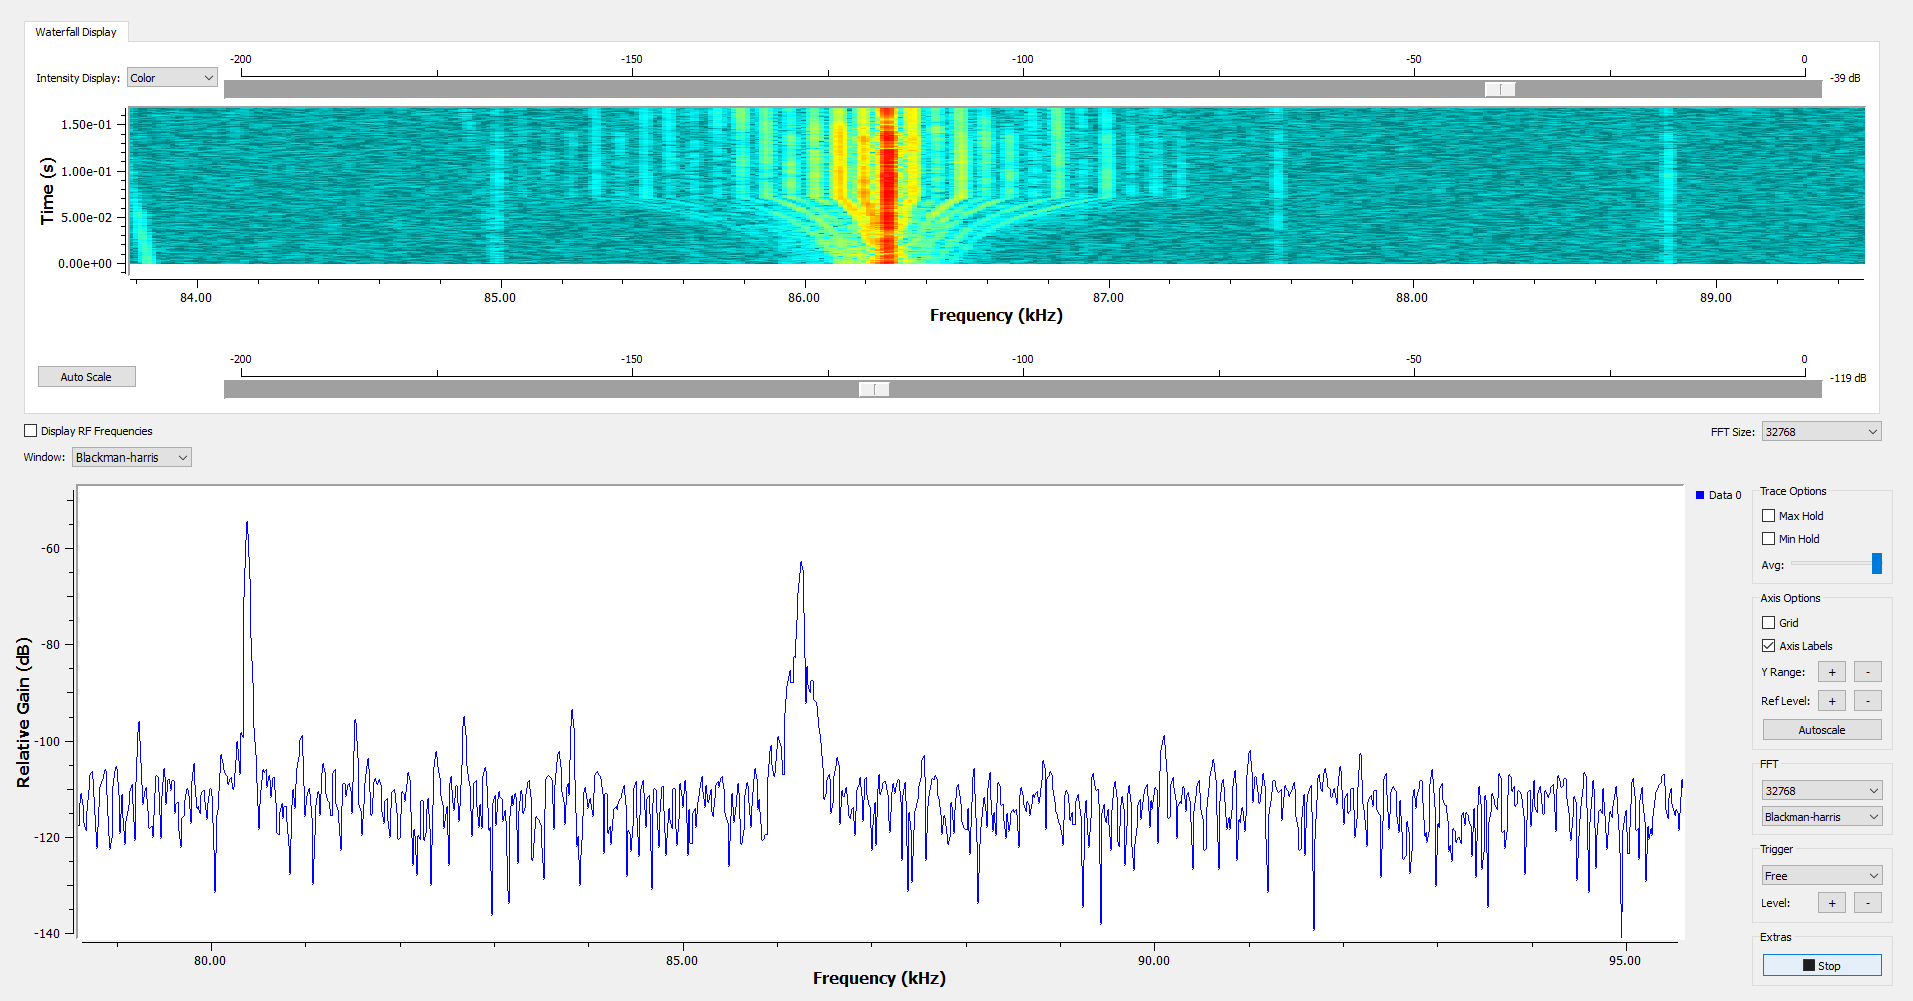 Waterfall Display
-200 -150 -100 -50 0
Intensity Display: Color -39 dB
1.50e-01
1.00e-01
5.00e-02
0.00e+00
Time (s)
84.00 85.00 86.00 87.00 88.00 89.00
Frequency (kHz)
-200 -150 -100 -50 0
Auto Scale -119 dB
Display RF Frequencies FFT Size: 32768
Window: Blackman-harris
-60
-80
-100
-120
-140
Relative Gain (dB)
80.00 85.00 90.00 95.00
Frequency (kHz)
Data 0
Trace Options
Max Hold
Min Hold
Avg:
Axis Options
Grid
Axis Labels
Y Range: + -
Ref Level: + -
Autoscale
FFT
32768
Blackman-harris
Trigger
Free
Level: + -
Extras
Stop